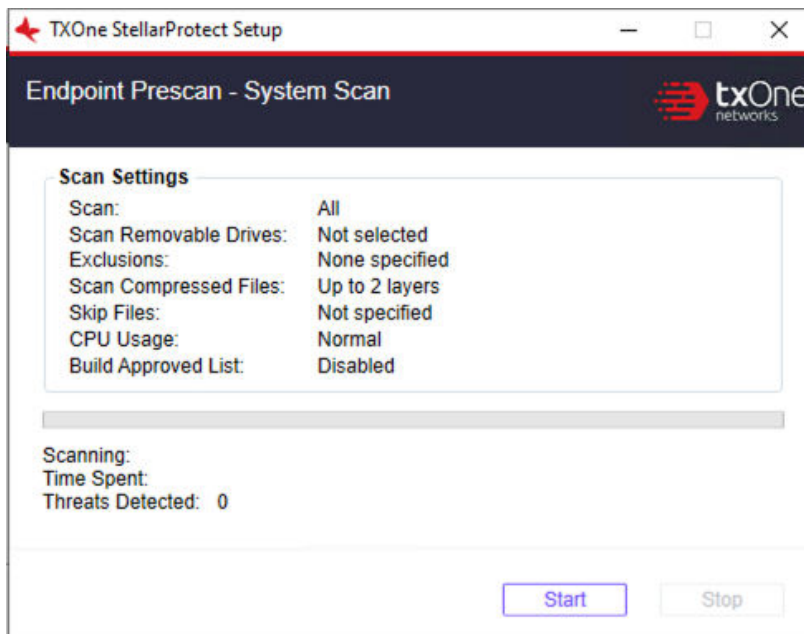 TXOne StellarProtect Setup
Endpoint Prescan - System Scan
txOne
networks
Scan Settings
Scan: All
Scan Removable Drives: Not selected
Exclusions: None specified
Scan Compressed Files: Up to 2 layers
Skip Files: Not specified
CPU Usage: Normal
Build Approved List: Disabled
Scanning:
Time Spent:
Threats Detected: 0
Start Stop